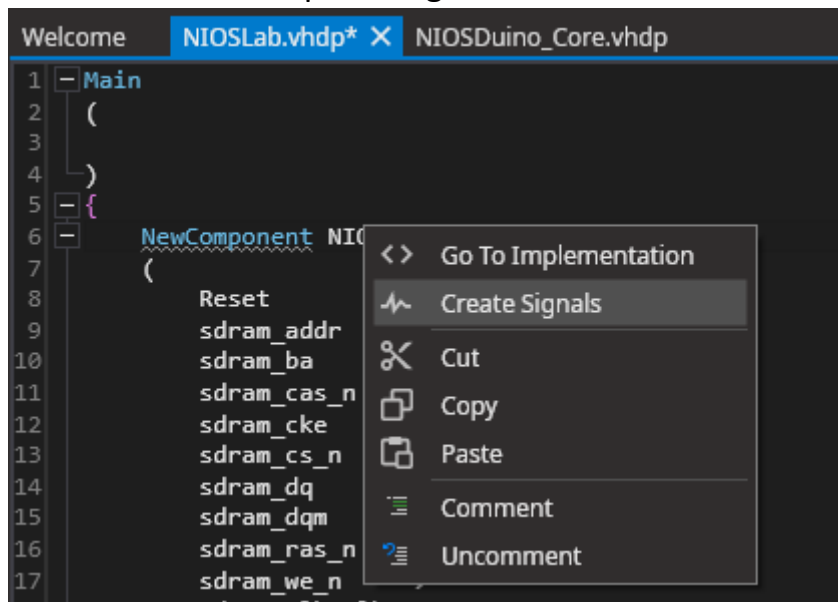 Welcome NIOSLab.vhdp* × NIOSDuino_Core.vhdp
1 Main
2 (
3
4 )
5 {
6 NewComponent
7 (
8 Reset
9 sdram_addr
10 sdram_ba
11 sdram_cas_n
12 sdram_cke
13 sdram_cs_n
14 sdram_dq
15 sdram_dqm
16 sdram_ras_n
17 sdram_we_n
<> Go To Implementation
Create Signals
Cut
Copy
Paste
Comment
Uncomment